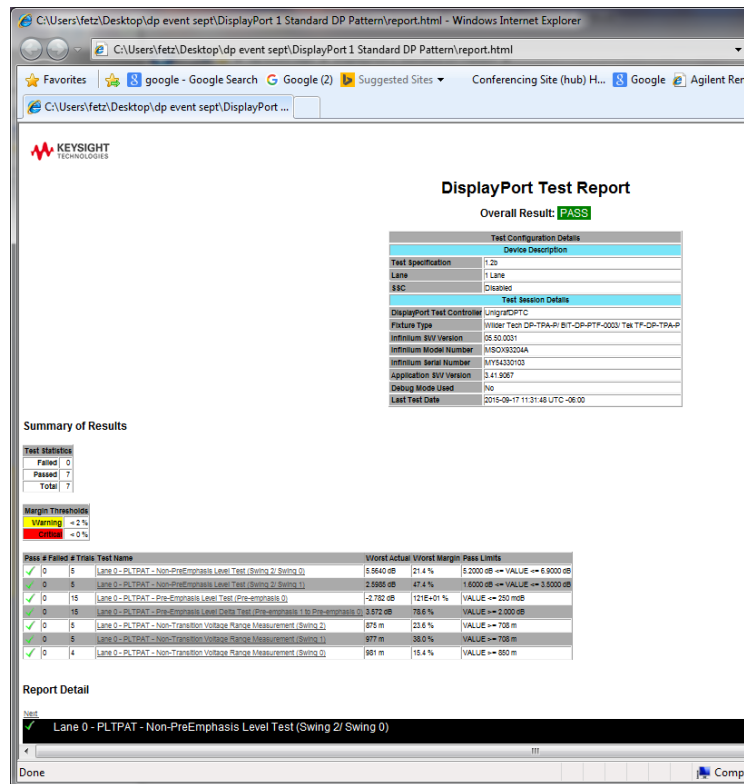 C:\Users\fetz\Desktop\dp event sept\DisplayPort 1 Standard DP Pattern\report.html - Windows Internet Explorer
C:\Users\fetz\Desktop\dp event sept\DisplayPort 1 Standard DP Pattern\report.html
Favorites google - Google Search Google (2) Suggested Sites Conferencing Site (hub) H... Google Agilent Rer
C:\Users\fetz\Desktop\dp event sept\DisplayPort ...
KEYSIGHT
TECHNOLOGIES
DisplayPort Test Report
Overall Result: PASS
Test Configuration Details
Device Description
Test Specification 1.2b
Lane 1 Lane
SSC Disabled
Test Session Details
DisplayPort Test Controller UnigrafDPTC
Fixture Type Wilder Tech DP-TPA-P/ BIT-DP-PTF-0003/ Tek TF-DP-TPA-P
Infiniium SW Version 05.50.0031
Infiniium Model Number MSOX93204A
Infiniium Serial Number MY54330103
Application SW Version 3.41.9067
Debug Mode Used No
Last Test Date 2015-09-17 11:31:48 UTC -06:00
Summary of Results
Test Statistics
Failed 0
Passed 7
Total 7
Margin Thresholds
Warning < 2 %
Critical < 0 %
Pass # Failed # Trials Test Name Worst Actual Worst Margin Pass Limits
0 5 Lane 0 - PLTPAT - Non-PreEmphasis Level Test (Swing 2/ Swing 0) 5.5640 dB 21.4 % 5.2000 dB <= VALUE <= 6.9000 dB
0 5 Lane 0 - PLTPAT - Non-PreEmphasis Level Test (Swing 2/ Swing 1) 2.5988 dB 47.4 % 1.6000 dB <= VALUE <= 3.5000 dB
0 15 Lane 0 - PLTPAT - Pre-Emphasis Level Test (Pre-emphasis 0) -2.782 dB 121E+01 % VALUE <= 250 mdB
0 15 Lane 0 - PLTPAT - Pre-Emphasis Level Delta Test (Pre-emphasis 1 to Pre-emphasis 0) 3.572 dB 78.6 % VALUE >= 2.000 dB
0 5 Lane 0 - PLTPAT - Non-Transition Voltage Range Measurement (Swing 2) 875 m 23.6 % VALUE >= 708 m
0 5 Lane 0 - PLTPAT - Non-Transition Voltage Range Measurement (Swing 1) 977 m 38.0 % VALUE >= 708 m
0 4 Lane 0 - PLTPAT - Non-Transition Voltage Range Measurement (Swing 0) 981 m 15.4 % VALUE >= 850 m
Report Detail
Next
Lane 0 - PLTPAT - Non-PreEmphasis Level Test (Swing 2/ Swing 0)
Done Comp